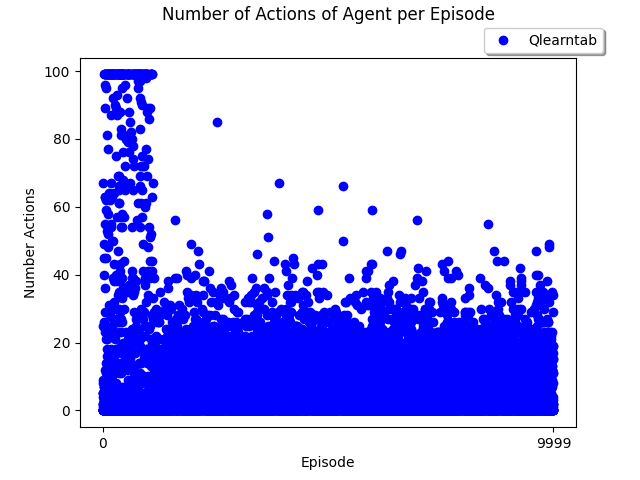 Number of Actions of Agent per Episode
Qlearntab
100
80
60
40
20
0
Number Actions
0 9999
Episode